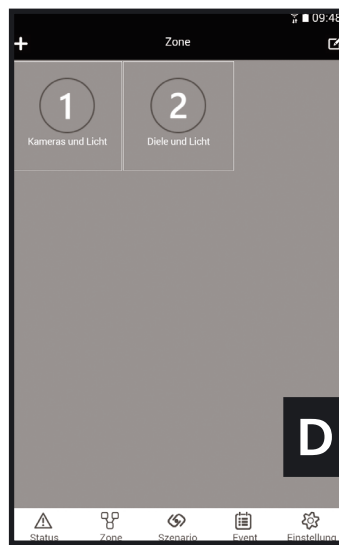 09:48
Zone
1
2
Kameras und Licht
Diele und Licht
D
Status
Zone
Szenario
Event
Einstellung